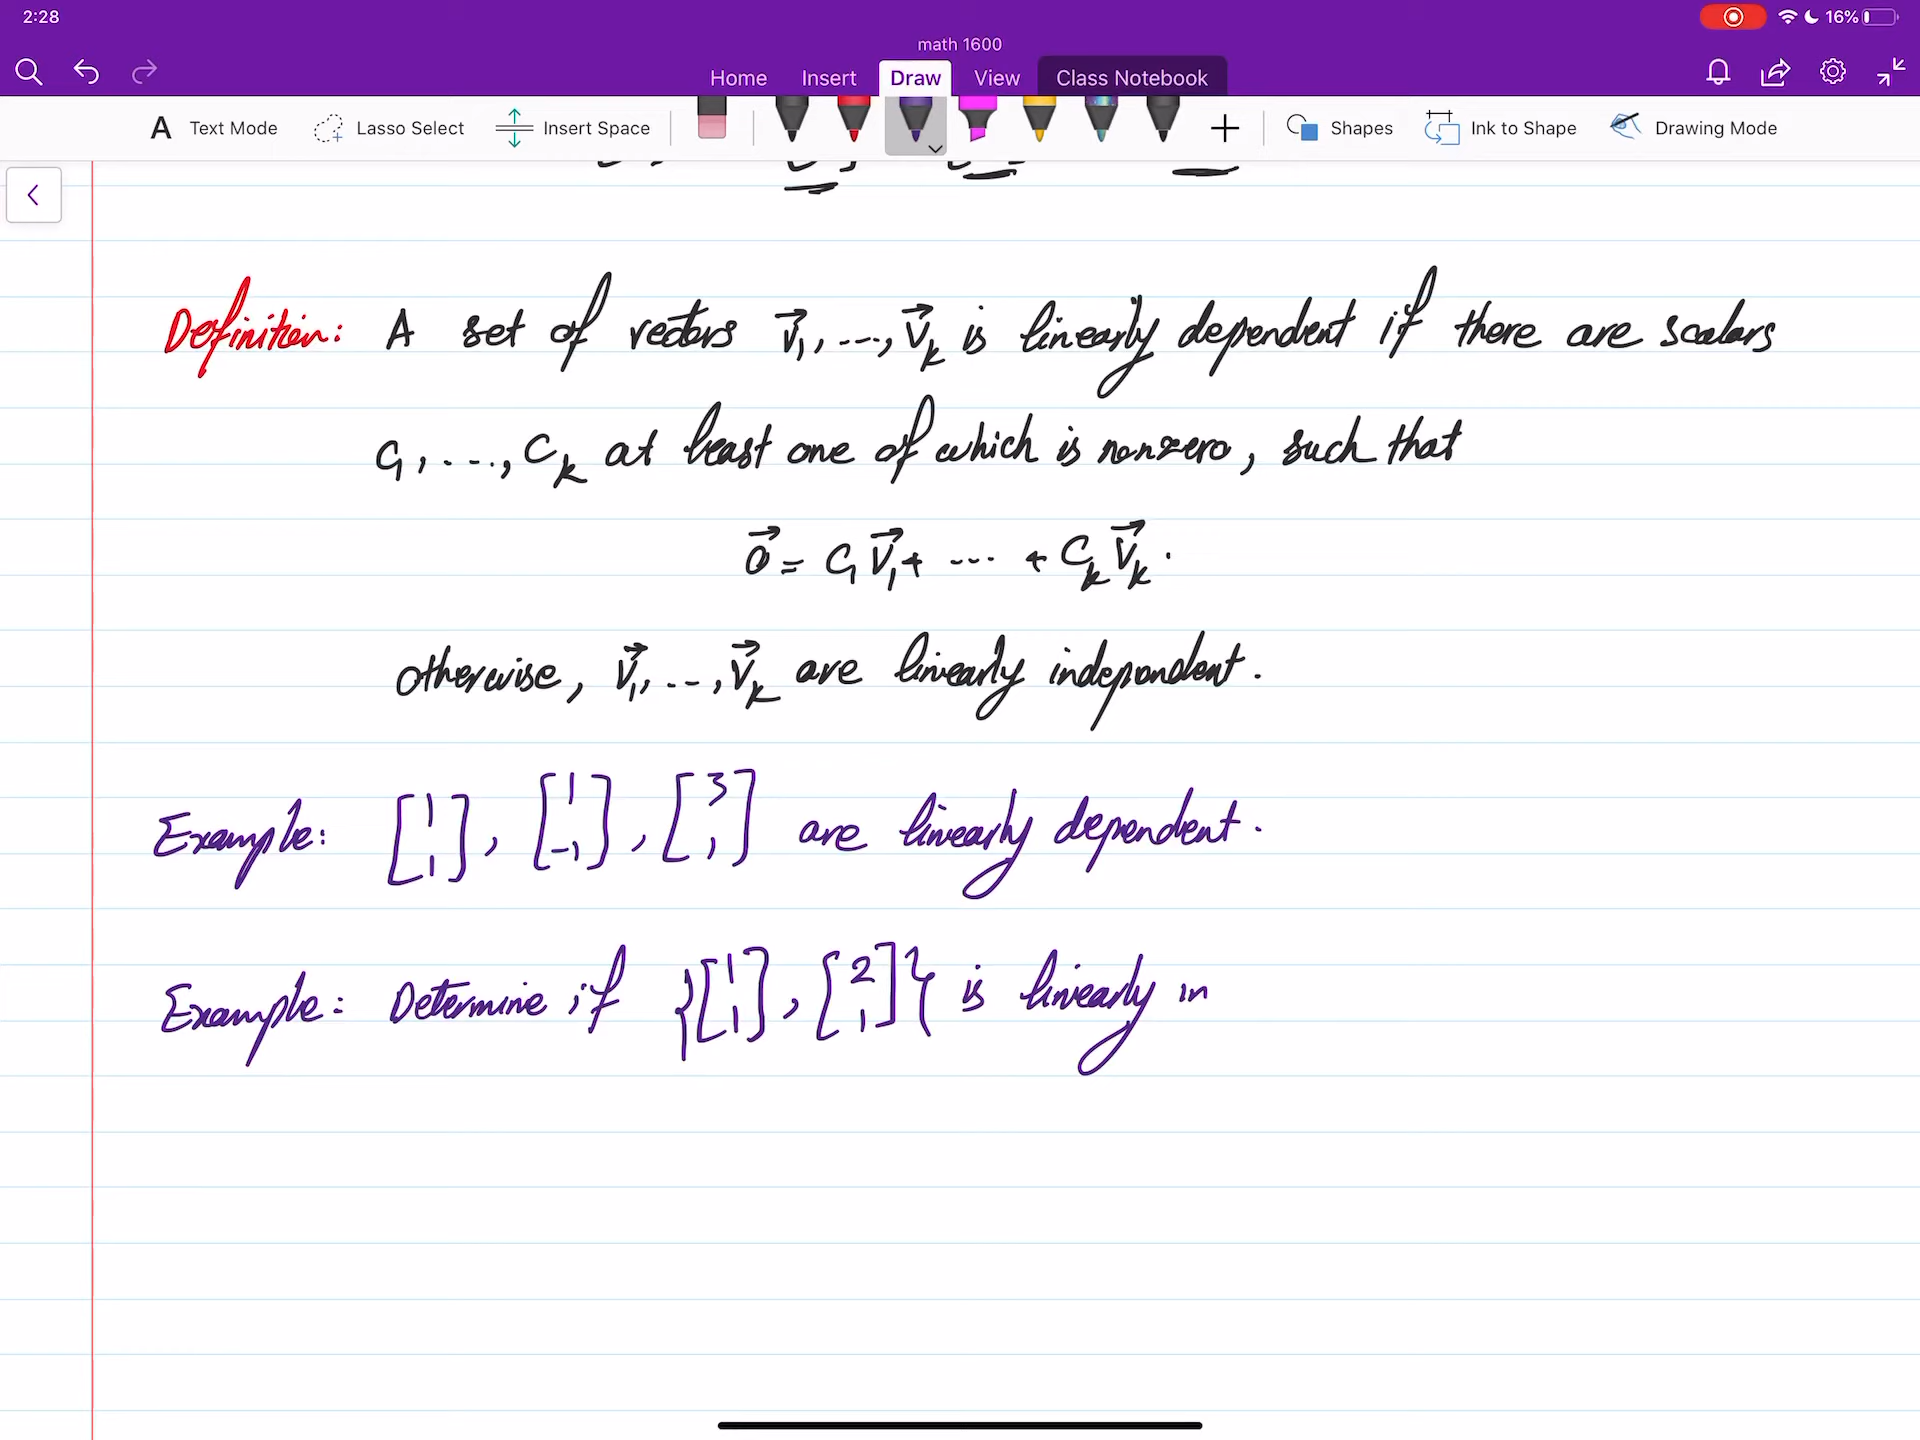 2:28
16%
math 1600
Home Insert Draw View Class Notebook
A Text Mode Lasso Select Insert Space Shapes Ink to Shape Drawing Mode
Definition: A set of vectors v⃗₁, ..., v⃗ₖ is linearly dependent if there are scalars
c₁, ..., cₖ at least one of which is nonzero, such that
0⃗ = c₁v⃗₁ + ... + cₖv⃗ₖ.
otherwise, v⃗₁, ..., v⃗ₖ are linearly independent.
Example: [1 1], [1 -1], [3 1] are linearly dependent.
Example: Determine if {[1 1], [2 1]} is linearly in